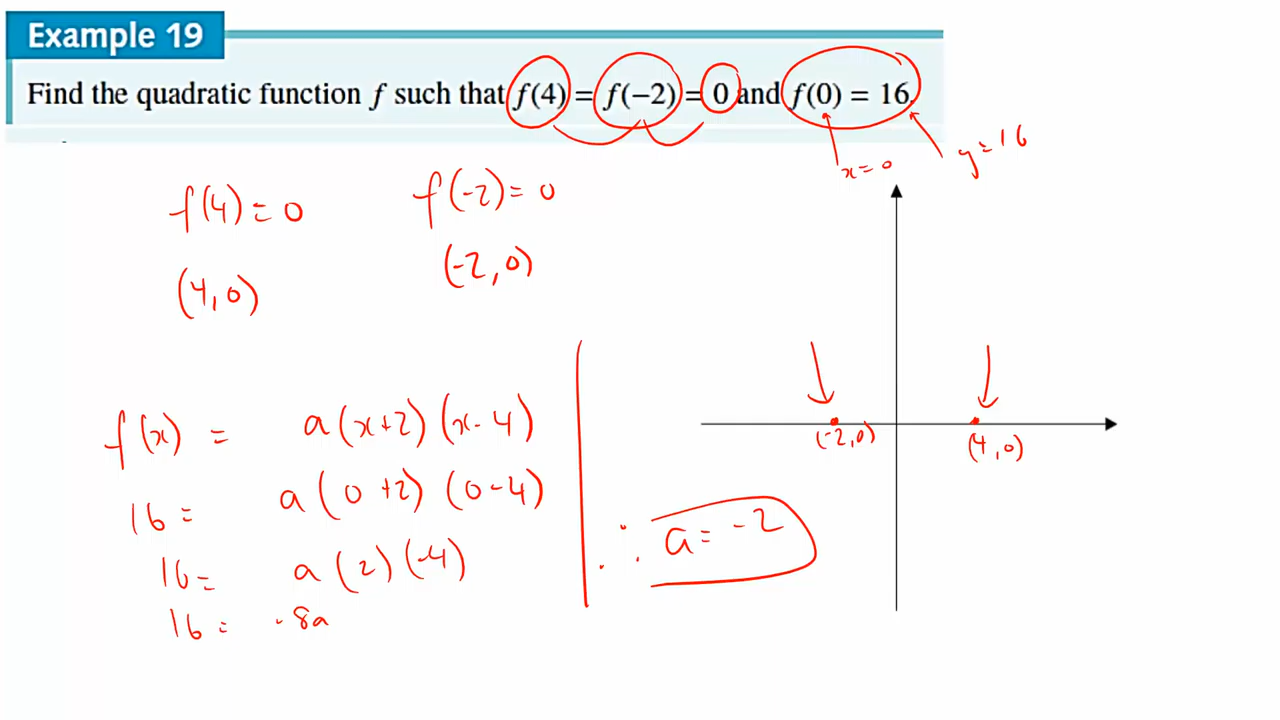 Example 19
Find the quadratic function f such that f(4) = f(−2) = 0 and f(0) = 16.
x=0
y=16
f(4)=0
f(-2)=0
(4,0)
(-2,0)
f(x) = a(x+2)(x-4)
16= a(0+2)(0-4)
16= a(2)(-4)
16= -8a
∴ a=-2
(-2,0)
(4,0)